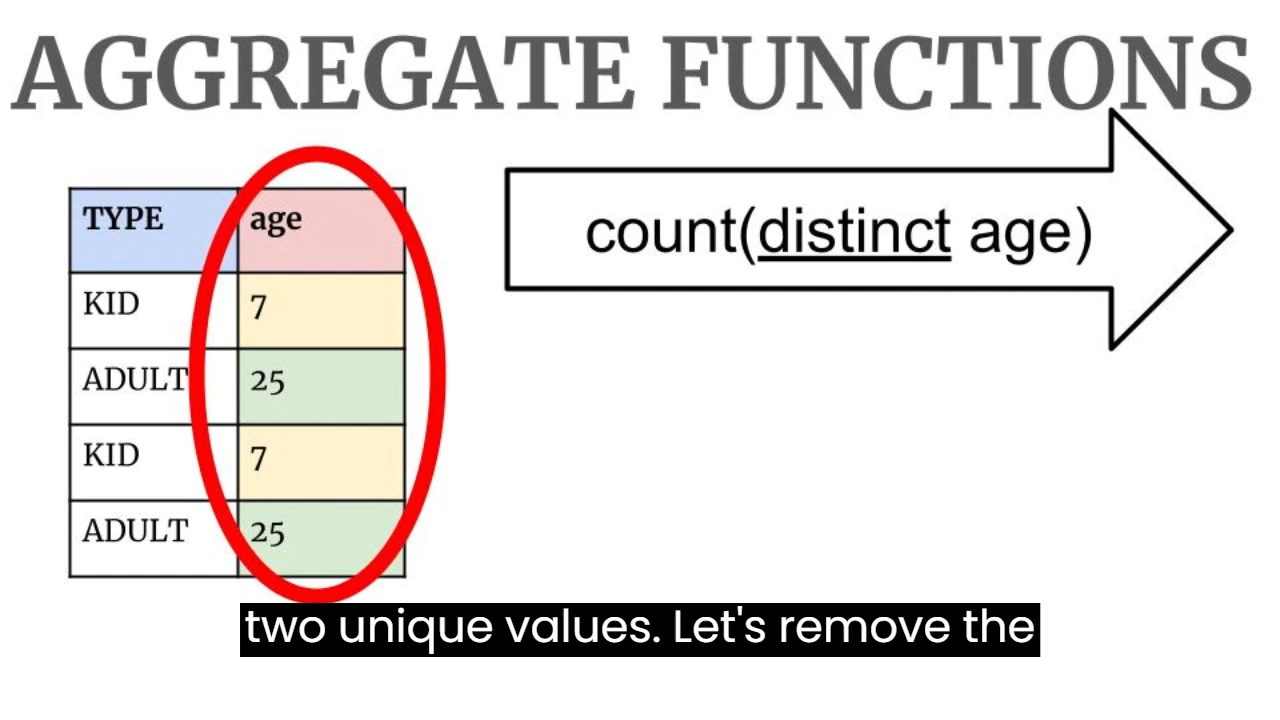 AGGREGATE FUNCTIONS
TYPE age
KID 7
ADULT 25
KID 7
ADULT 25
count(distinct age)
two unique values. Let's remove the